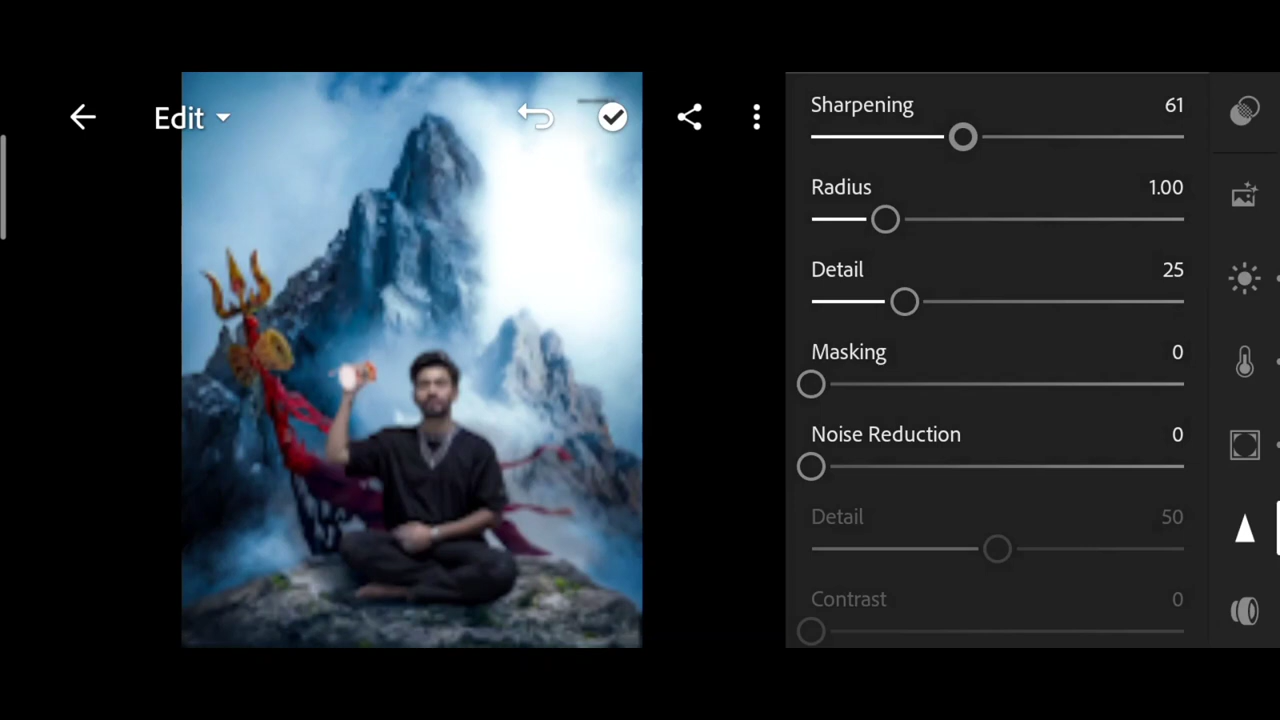 Edit
Sharpening 61
Radius 1.00
Detail 25
Masking 0
Noise Reduction 0
Detail 50
Contrast 0